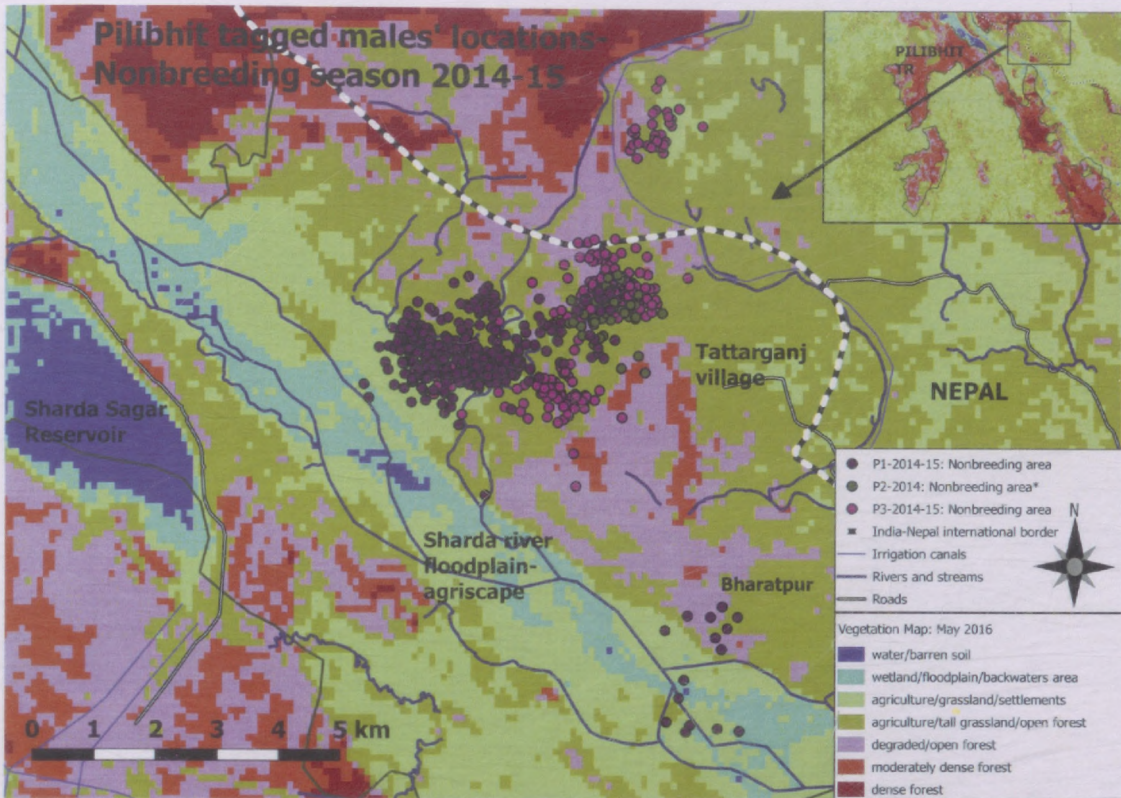 Pilibhit tagged males' locations-
Nonbreeding season 2014-15
PILIBHIT
TR
Tattarganj
village
NEPAL
Sharda Sagar
Reservoir
Sharda river
floodplain-
agriscape
Bharatpur
0 1 2 3 4 5 km
P1-2014-15: Nonbreeding area
P2-2014: Nonbreeding area*
P3-2014-15: Nonbreeding area
India-Nepal international border
Irrigation canals
Rivers and streams
Roads
N
Vegetation Map: May 2016
water/barren soil
wetland/floodplain/backwaters area
agriculture/grassland/settlements
agriculture/tall grassland/open forest
degraded/open forest
moderately dense forest
dense forest